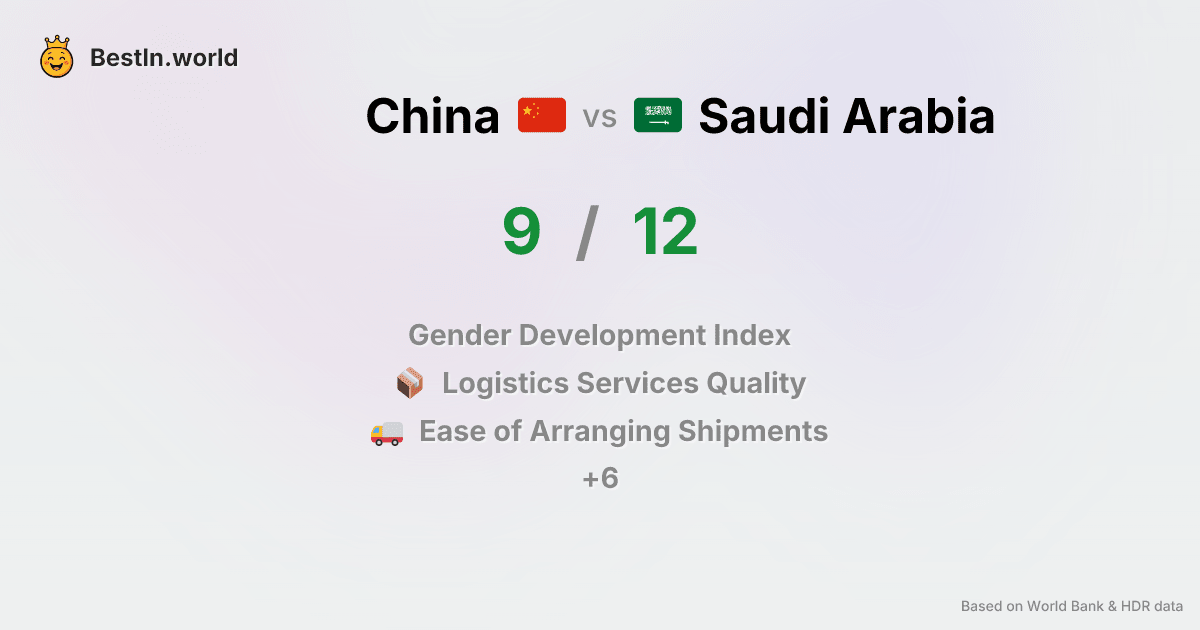 BestIn.world
China vs Saudi Arabia
9 / 12
Gender Development Index
Logistics Services Quality
Ease of Arranging Shipments
+6
Based on World Bank & HDR data